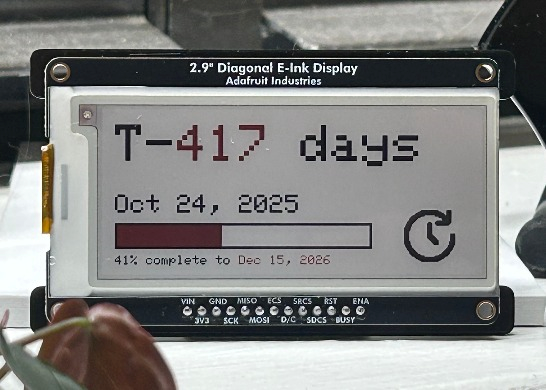 2.9" Diagonal E-Ink Display
Adafruit Industries
T-417 days
Oct 24, 2025
41% complete to Dec 15, 2026
VIN GND MISO ECS SRCS RST ENA
3V3 SCK MOSI D/C SDCS BUSY